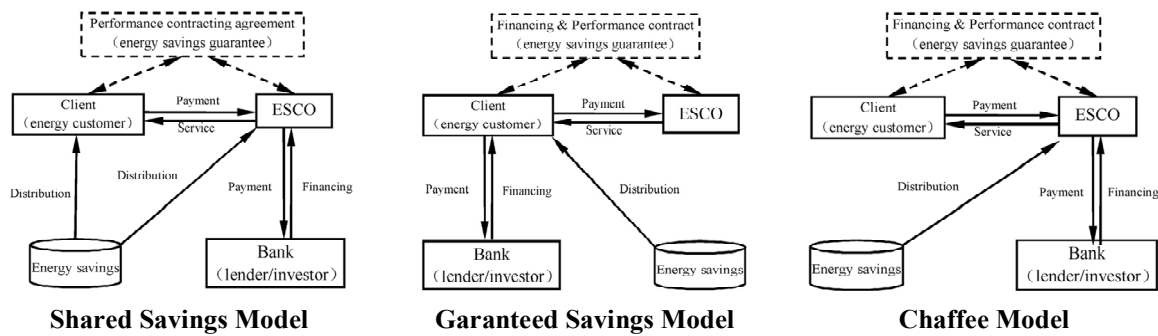 Performance contracting agreement
（energy savings guarantee）
Client
（energy customer）
Payment
Service
ESCO
Distribution
Distribution
Payment
Financing
Energy savings
Bank
（lender/investor）
Shared Savings Model
Financing & Performance contract
（energy savings guarantee）
Client
（energy customer）
Payment
Service
ESCO
Payment
Financing
Distribution
Bank
（lender/investor）
Energy savings
Garanteed Savings Model
Financing & Performance contract
（energy savings guarantee）
Client
（energy customer）
Payment
Service
ESCO
Distribution
Payment
Financing
Energy savings
Bank
（lender/investor）
Chaffee Model